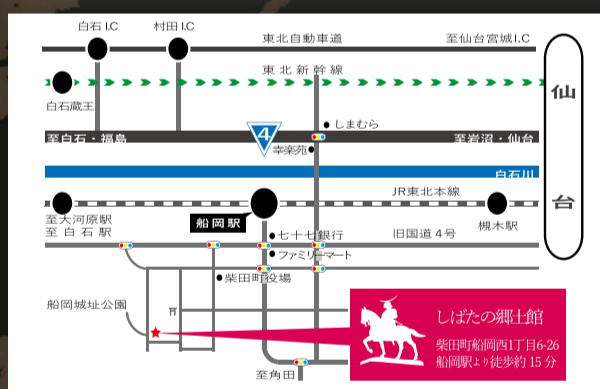 白石 I.C
村田 I.C
東北自動車道
至仙台宮城I.C
東北新幹線
仙台
白石蔵王
しまむら
4
至白石・福島
至岩沼・仙台
幸楽苑
白石川
JR東北本線
至大河原駅
至白石駅
船岡駅
槻木駅
七十七銀行
旧国道4号
ファミリーマート
柴田町役場
船岡城址公園
しばたの郷土館
柴田町船岡西1丁目6-26
船岡駅より徒歩約 15 分
至角田